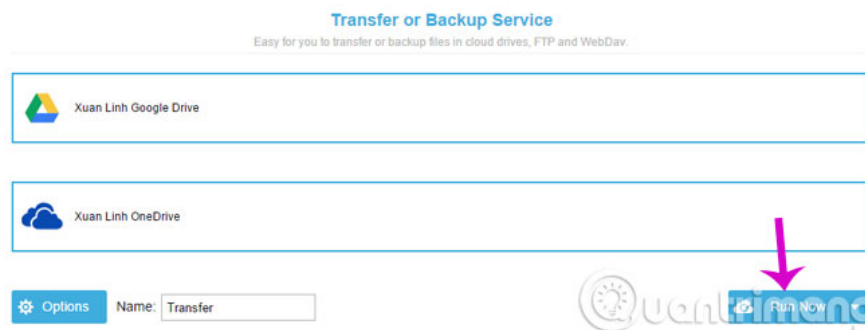 Transfer or Backup Service
Easy for you to transfer or backup files in cloud drives, FTP and WebDav.
Xuan Linh Google Drive
Xuan Linh OneDrive
Options Name: Transfer Run Now
Quantrimang